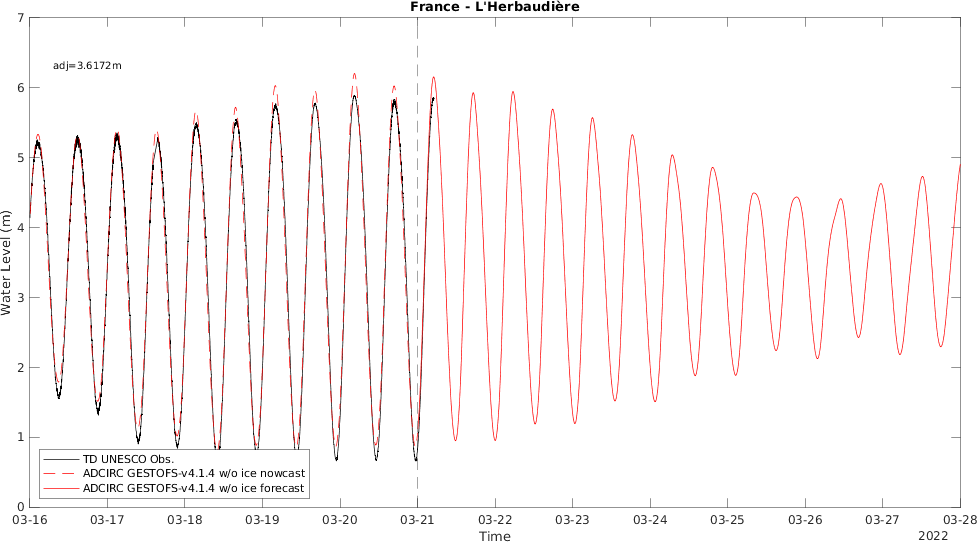 France - L'Herbaudière
7
6
5
4
3
2
1
0
Water Level (m)
adj=3.6172m
TD UNESCO Obs.
ADCIRC GESTOFS-v4.1.4 w/o ice nowcast
ADCIRC GESTOFS-v4.1.4 w/o ice forecast
03-16 03-17 03-18 03-19 03-20 03-21 03-22 03-23 03-24 03-25 03-26 03-27 03-28
Time
2022